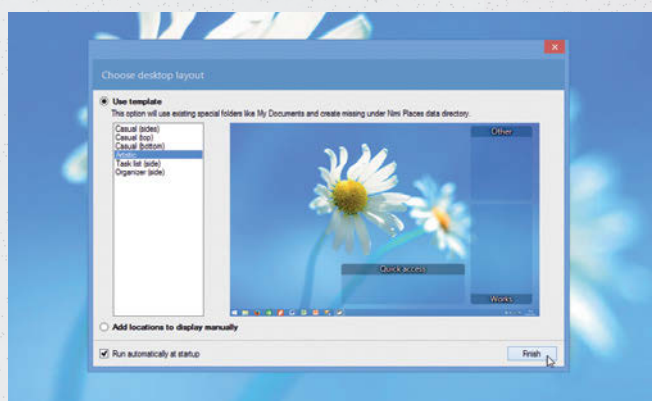 Choose desktop layout
Use template
This option will use existing special folders like My Documents and create missing under Nimi Places data directory.
Casual (sides)
Casual (top)
Casual (bottom)
Artistic
Task list (side)
Organizer (side)
Other
Quick access
Works
Add locations to display manually
Run automatically at startup
Finish